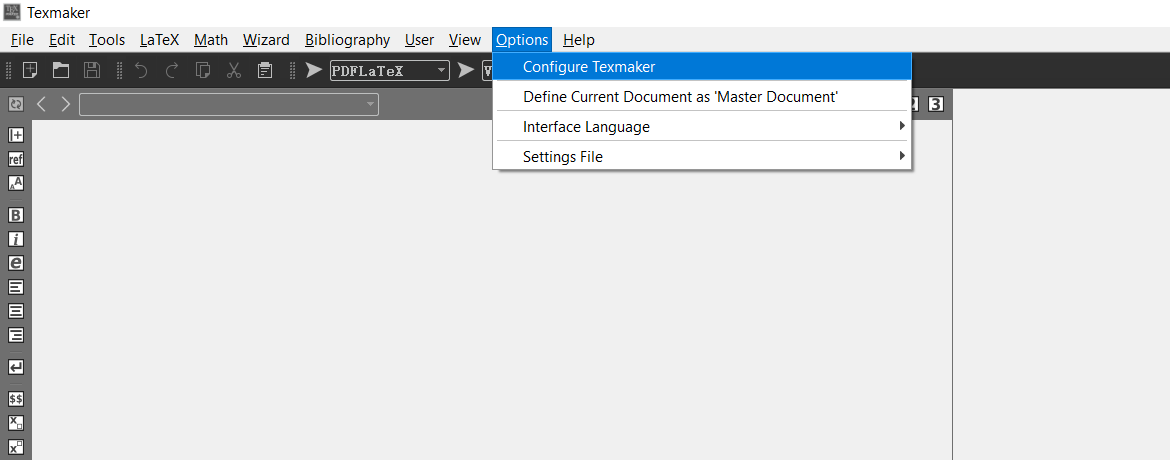 Texmaker
File Edit Tools LaTeX Math Wizard Bibliography User View Options Help
PDFLaTeX
Configure Texmaker
Define Current Document as 'Master Document'
3
Interface Language
ref
Settings File
A A
B
i
e
$$
x
x